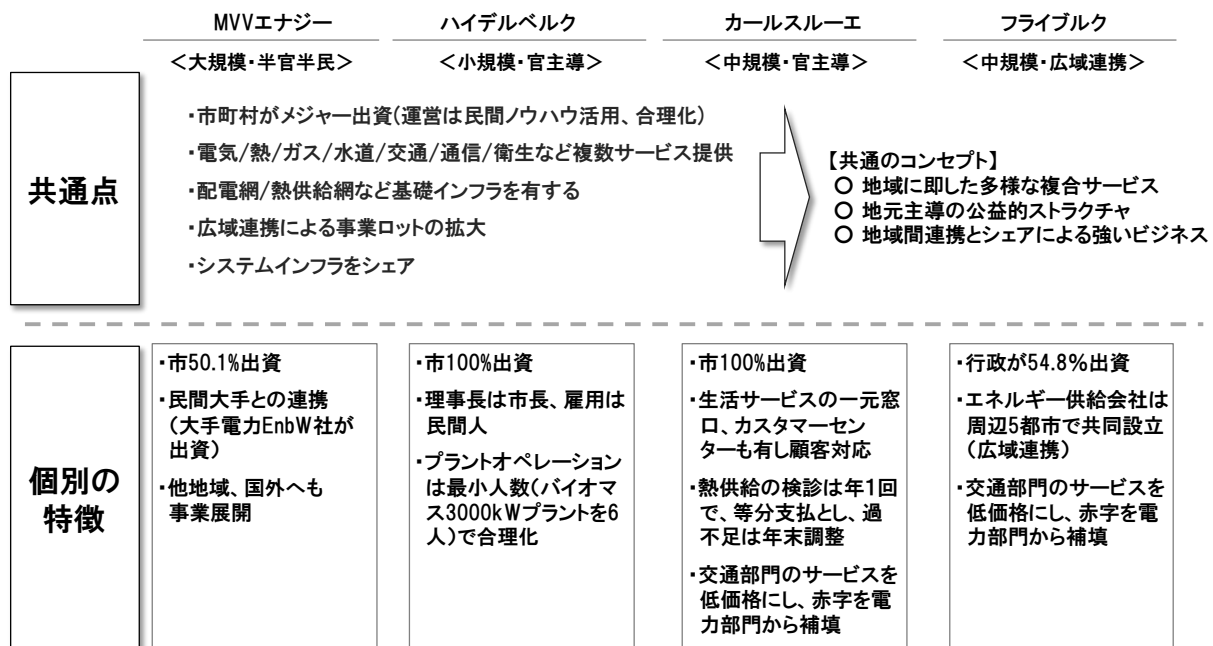 MVVエナジー
ハイデルベルク
カールスルーエ
フライブルク
＜大規模・半官半民＞
＜小規模・官主導＞
＜中規模・官主導＞
＜中規模・広域連携＞
共通点
・市町村がメジャー出資(運営は民間ノウハウ活用、合理化)
・電気/熱/ガス/水道/交通/通信/衛生など複数サービス提供
・配電網/熱供給網など基礎インフラを有する
・広域連携による事業ロットの拡大
・システムインフラをシェア
【共通のコンセプト】
○ 地域に即した多様な複合サービス
○ 地元主導の公益的ストラクチャ
○ 地域間連携とシェアによる強いビジネス
個別の
特徴
・市50.1%出資
・民間大手との連携
(大手電力EnbW社が
出資)
・他地域、国外へも
事業展開
・市100%出資
・理事長は市長、雇用は
民間人
・プラントオペレーション
は最小人数(バイオマ
ス3000kWプラントを6
人)で合理化
・市100%出資
・生活サービスの一元窓
口、カスタマーセン
ターも有し顧客対応
・熱供給の検診は年1回
で、等分支払とし、過
不足は年末調整
・交通部門のサービスを
低価格にし、赤字を電
力部門から補填
・行政が54.8%出資
・エネルギー供給会社は
周辺5都市で共同設立
(広域連携)
・交通部門のサービスを
低価格にし、赤字を電
力部門から補填